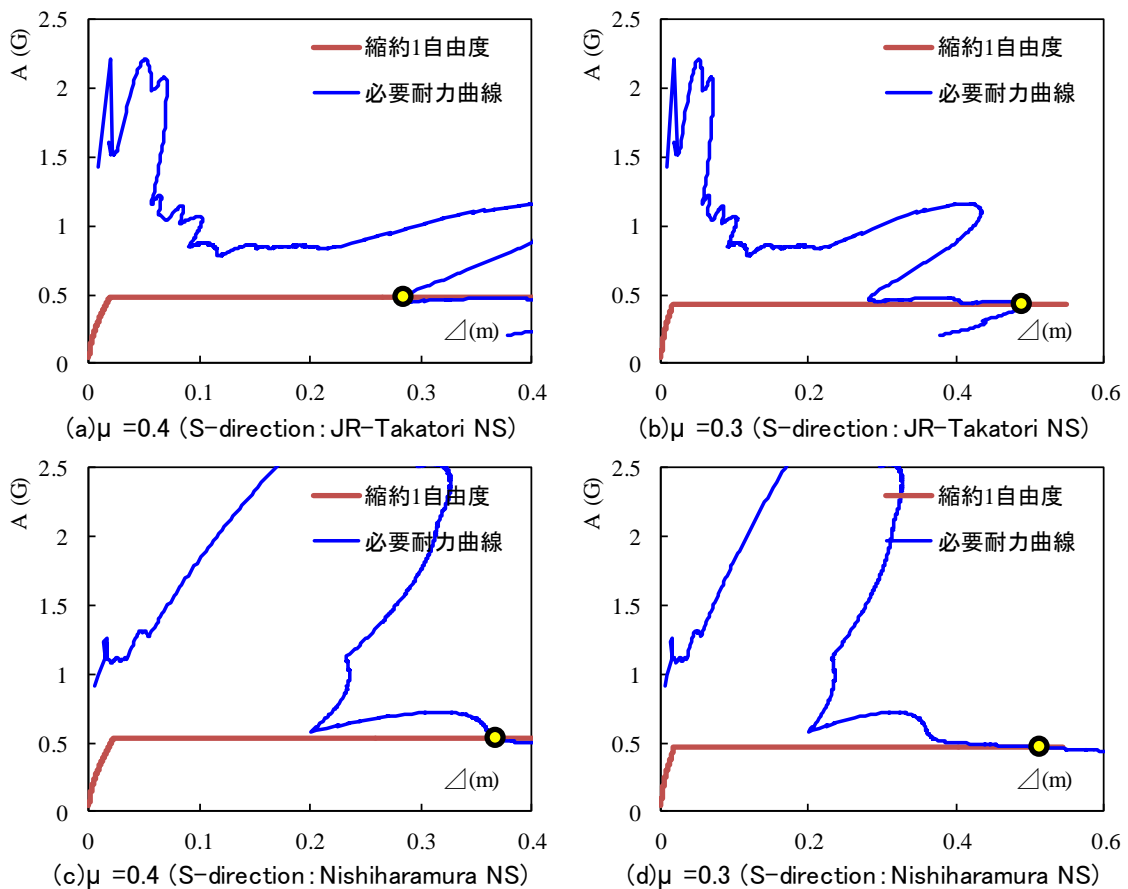 A (G)
2.5
2
1.5
1
0.5
0
縮約1自由度
必要耐力曲線
⊿(m)
0 0.1 0.2 0.3 0.4
(a)μ =0.4 (S-direction:JR-Takatori NS)
A (G)
2.5
2
1.5
1
0.5
0
縮約1自由度
必要耐力曲線
⊿(m)
0 0.2 0.4 0.6
(b)μ =0.3 (S-direction:JR-Takatori NS)
A (G)
2.5
2
1.5
1
0.5
0
縮約1自由度
必要耐力曲線
⊿(m)
0 0.1 0.2 0.3 0.4
(c)μ =0.4 (S-direction:Nishiharamura NS)
A (G)
2.5
2
1.5
1
0.5
0
縮約1自由度
必要耐力曲線
⊿(m)
0 0.2 0.4 0.6
(d)μ =0.3 (S-direction:Nishiharamura NS)